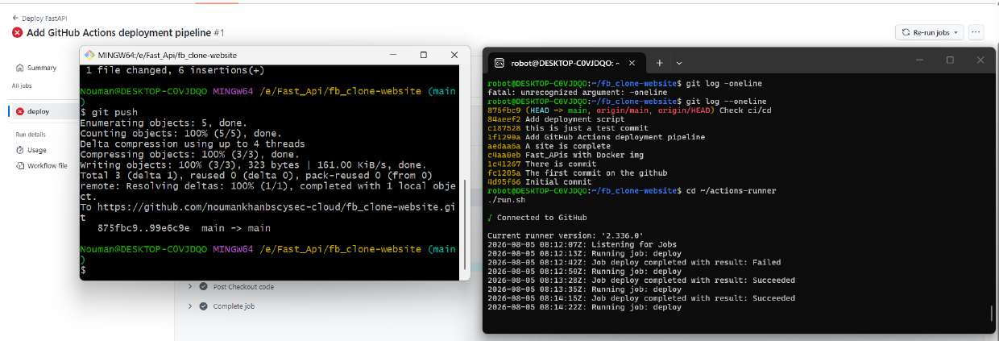 Deploy FastAPI
Add GitHub Actions deployment pipeline #1
Re-run jobs
Summary
All jobs
deploy
Run details
Usage
Workflow file
MINGW64:/e/Fast_Api/fb_clone-website
1 file changed, 6 insertions(+)
Nouman@DESKTOP-C0VJDQO MINGW64 /e/Fast_Api/fb_clone-website (main
)
$ git push
Enumerating objects: 5, done.
Counting objects: 100% (5/5), done.
Delta compression using up to 4 threads
Compressing objects: 100% (3/3), done.
Writing objects: 100% (3/3), 323 bytes | 161.00 KiB/s, done.
Total 3 (delta 1), reused 0 (delta 0), pack-reused 0 (from 0)
remote: Resolving deltas: 100% (1/1), completed with 1 local obje
ct.
To https://github.com/noumankhanbscysec-cloud/fb_clone-website.gi
t
875fbc9..99e6c9e  main -> main
Nouman@DESKTOP-C0VJDQO MINGW64 /e/Fast_Api/fb_clone-website (main
)
$
Post Checkout code
Complete job
robot@DESKTOP-C0VJDQO: ~
robot@DESKTOP-C0VJDQO:~/fb_clone-website$ git log -oneline
fatal: unrecognized argument: -oneline
robot@DESKTOP-C0VJDQO:~/fb_clone-website$ git log --oneline
875fbc9 (HEAD -> main, origin/main, origin/HEAD) Check ci/cd
84aeef2 Add deployment script
c187528 this is just a test commit
1f1290a Add GitHub Actions deployment pipeline
aedaa6a A site is complete
c4aa0eb Fast_APIs with Docker img
1c41267 There is commit
fc1205a The first commit on the github
4d95f66 Initial commit
robot@DESKTOP-C0VJDQO:~/fb_clone-website$ cd ~/actions-runner
./run.sh
√ Connected to GitHub
Current runner version: '2.336.0'
2026-08-05 08:12:07Z: Listening for Jobs
2026-08-05 08:12:13Z: Running job: deploy
2026-08-05 08:12:42Z: Job deploy completed with result: Failed
2026-08-05 08:12:50Z: Running job: deploy
2026-08-05 08:13:28Z: Job deploy completed with result: Succeeded
2026-08-05 08:13:35Z: Running job: deploy
2026-08-05 08:14:15Z: Job deploy completed with result: Succeeded
2026-08-05 08:14:22Z: Running job: deploy